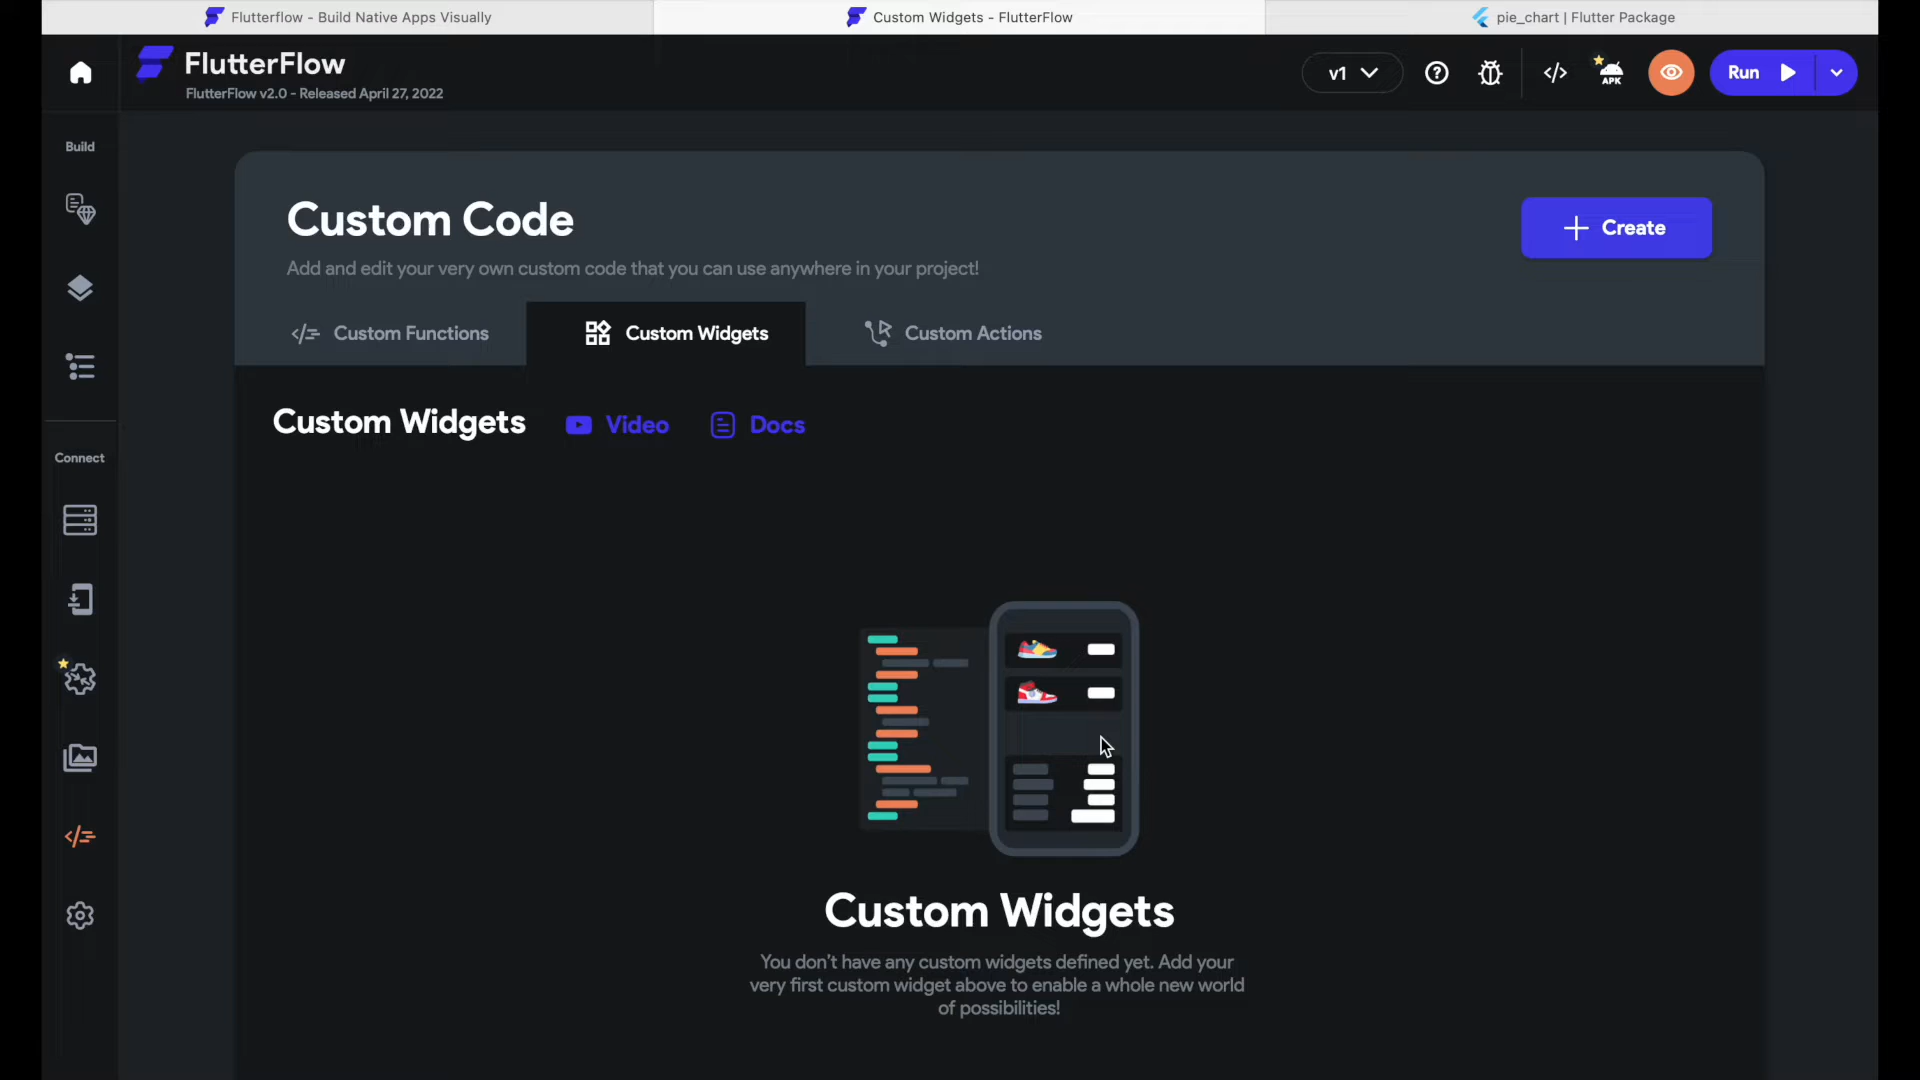 Flutterflow - Build Native Apps Visually
Custom Widgets - FlutterFlow
pie_chart | Flutter Package
FlutterFlow
FlutterFlow v2.0 - Released April 27, 2022
v1
APK
Run
Build
Custom Code
Create
Add and edit your very own custom code that you can use anywhere in your project!
Custom Functions
Custom Widgets
Custom Actions
Custom Widgets
Video
Docs
Connect
Custom Widgets
You don't have any custom widgets defined yet. Add your
very first custom widget above to enable a whole new world
of possibilities!